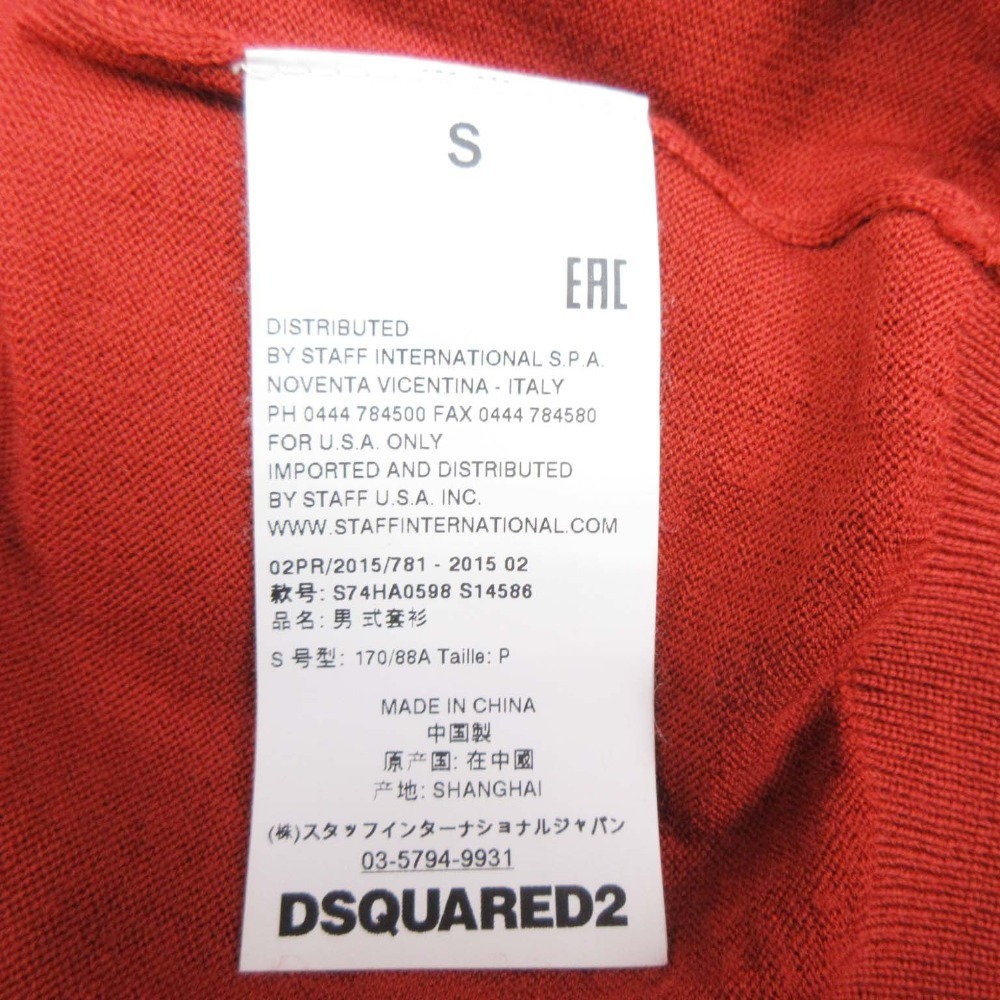 S
EAC
DISTRIBUTED
BY STAFF INTERNATIONAL S.P.A.
NOVENTA VICENTINA - ITALY
PH 0444 784500 FAX 0444 784580
FOR U.S.A. ONLY
IMPORTED AND DISTRIBUTED
BY STAFF U.S.A. INC.
WWW.STAFFINTERNATIONAL.COM
02PR/2015/781 - 2015 02
款号: S74HA0598 S14586
品名: 男 式套衫
S 号型: 170/88A Taille: P
MADE IN CHINA
中国製
原产国: 在中國
产地: SHANGHAI
(株)スタッフインターナショナルジャパン
03-5794-9931
DSQUARED2